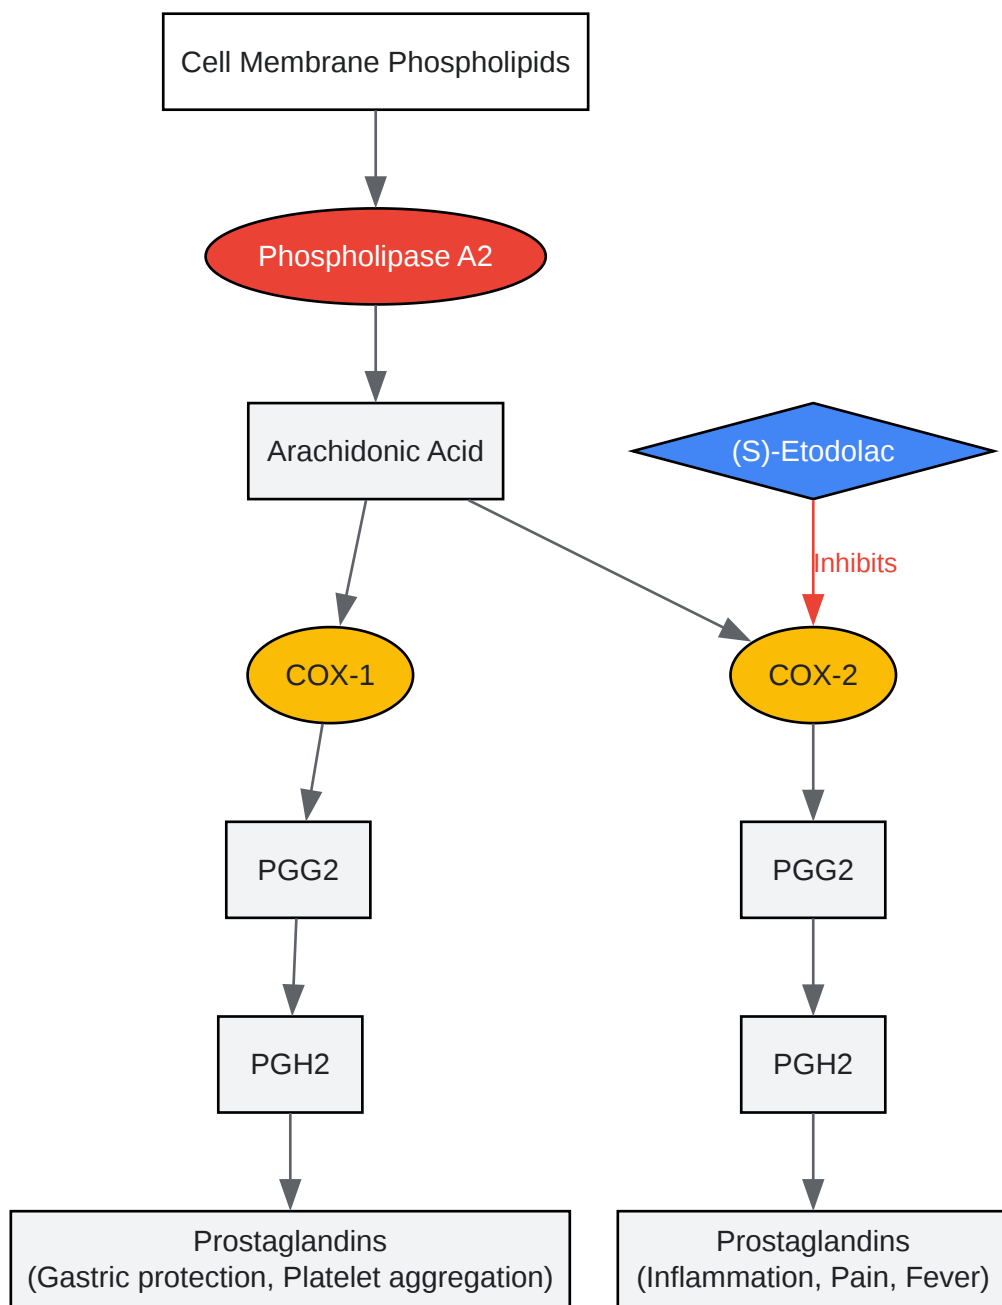 Cell Membrane Phospholipids
Phospholipase A2
Arachidonic Acid
(S)-Etodolac
Inhibits
COX-1
COX-2
PGG2
PGG2
PGH2
PGH2
Prostaglandins
(Gastric protection, Platelet aggregation)
Prostaglandins
(Inflammation, Pain, Fever)